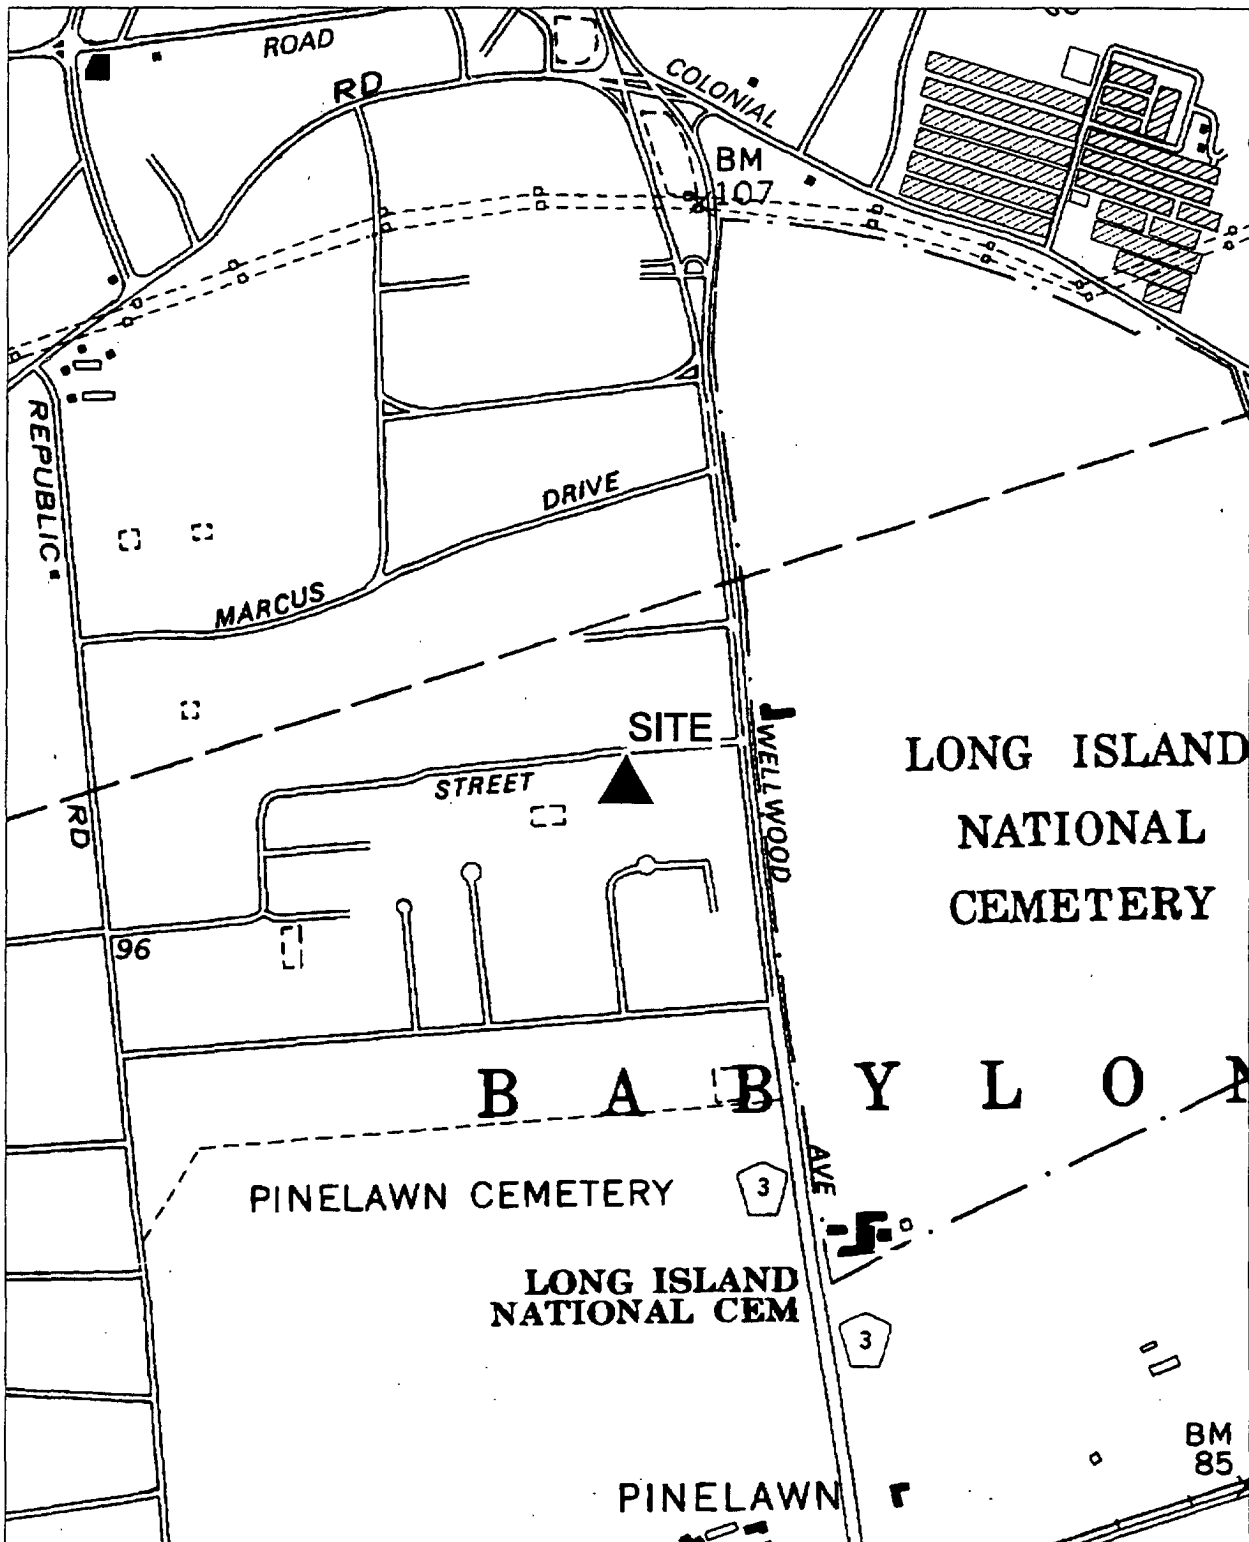 ROAD
RD
COLONIAL
BM
107
REPUBLIC
DRIVE
MARCUS
SITE
STREET
WELLWOOD
LONG ISLAND
NATIONAL
CEMETERY
RD
96
B A B Y L O N
AVE
PINELAWN CEMETERY
3
LONG ISLAND
NATIONAL CEM
3
BM
85
PINELAWN